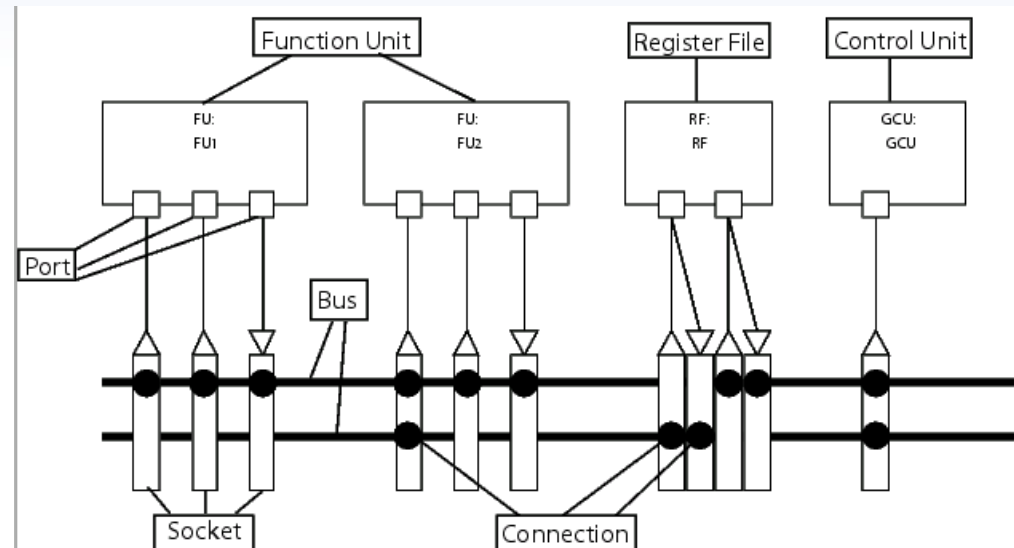 Function Unit
Register File
Control Unit
FU:
FU1
FU:
FU2
RF:
RF
GCU:
GCU
Port
Bus
Socket
Connection